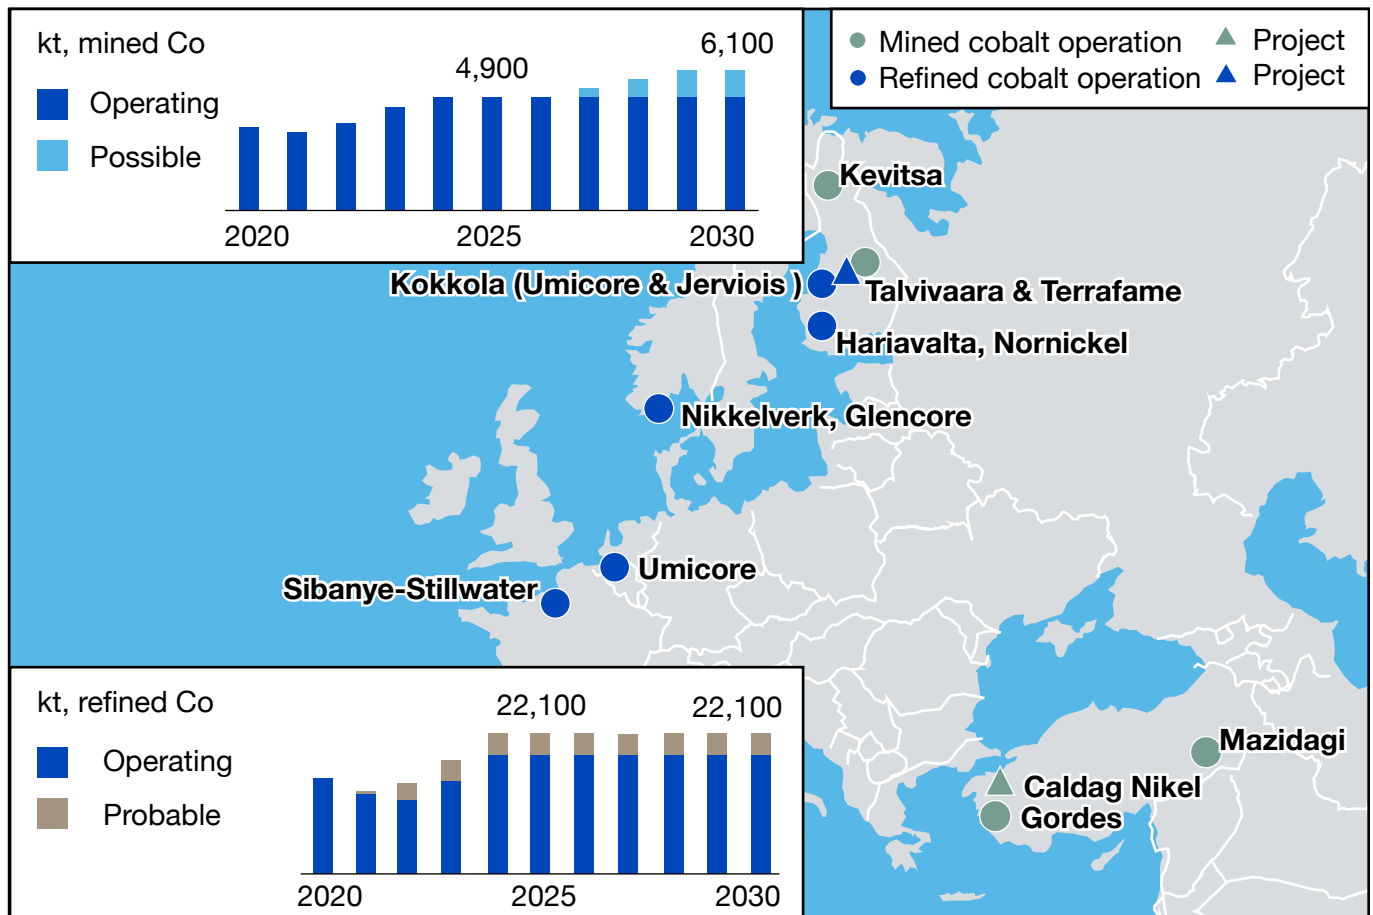 kt, mined Co
Operating
Possible
4,900
6,100
2020
2025
2030
Mined cobalt operation
Project
Refined cobalt operation
Project
Kevitsa
Kokkola (Umicore & Jerviois )
Talvivaara & Terrafame
Hariavalta, Nornickel
Nikkelverk, Glencore
Umicore
Sibanye-Stillwater
Mazidagi
Caldag Nikel
Gordes
kt, refined Co
Operating
Probable
22,100
22,100
2020
2025
2030